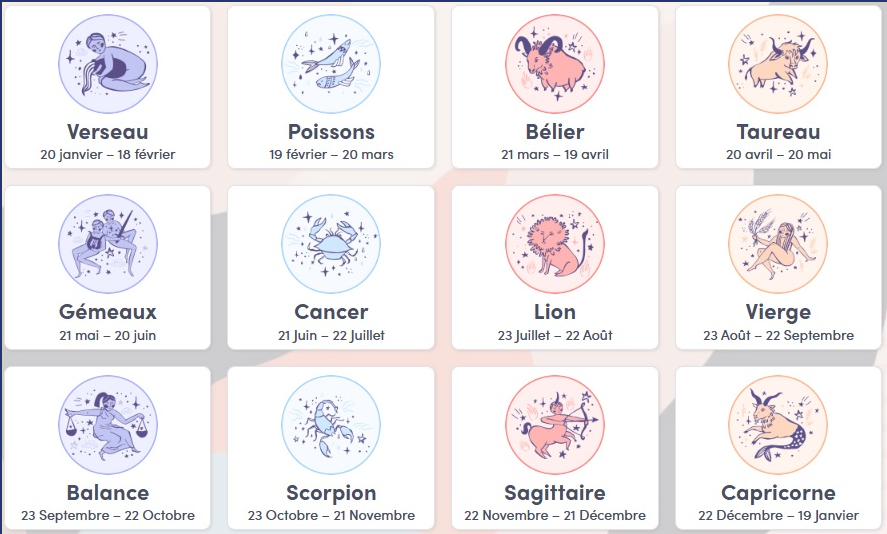 Verseau
20 janvier – 18 février
Poissons
19 février – 20 mars
Bélier
21 mars – 19 avril
Taureau
20 avril – 20 mai
Gémeaux
21 mai – 20 juin
Cancer
21 Juin – 22 Juillet
Lion
23 Juillet – 22 Août
Vierge
23 Août – 22 Septembre
Balance
23 Septembre – 22 Octobre
Scorpion
23 Octobre – 21 Novembre
Sagittaire
22 Novembre – 21 Décembre
Capricorne
22 Décembre – 19 Janvier